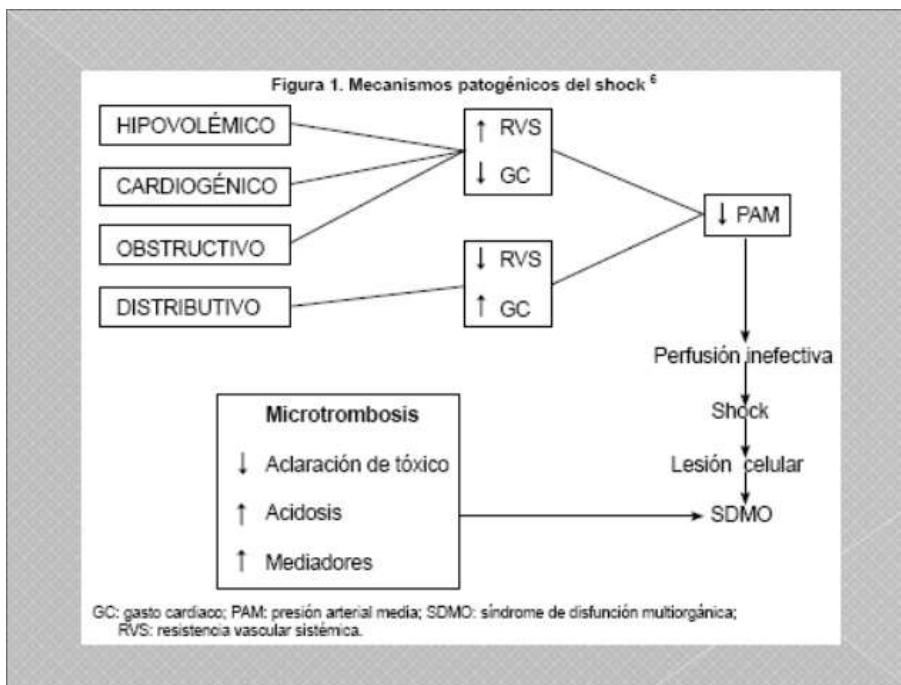 Figura 1. Mecanismos patogénicos del shock 6
HIPOVOLÉMICO
CARDIOGÉNICO
OBSTRUCTIVO
DISTRIBUTIVO
↑ RVS
↓ GC
↓ RVS
↑ GC
↓ PAM
Perfusión inefectiva
Shock
Lesión celular
SDMO
Microtrombosis
↓ Aclaración de tóxico
↑ Acidosis
↑ Mediadores
GC: gasto cardiaco; PAM: presión arterial media; SDMO: síndrome de disfunción multiorgánica;
RVS: resistencia vascular sistémica.